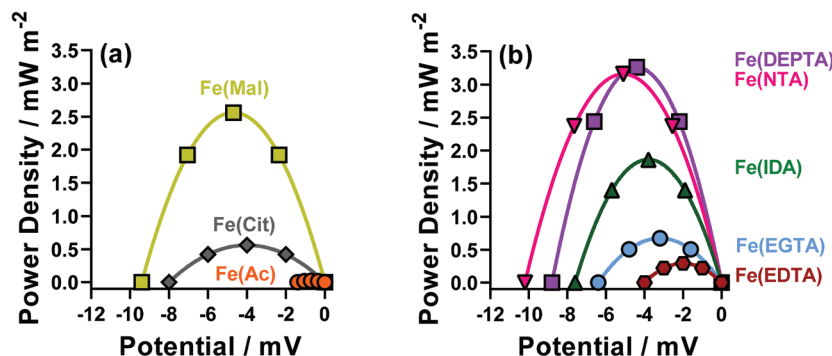 (a)
Power Density / mW m-2
3.5
3.0
2.5
2.0
1.5
1.0
0.5
0.0
Fe(Mal)
Fe(Cit)
Fe(Ac)
-12 -10 -8 -6 -4 -2 0
Potential / mV
(b)
Power Density / mW m-2
3.5
3.0
2.5
2.0
1.5
1.0
0.5
0.0
Fe(DEPTA)
Fe(NTA)
Fe(IDA)
Fe(EGTA)
Fe(EDTA)
-12 -10 -8 -6 -4 -2 0
Potential / mV